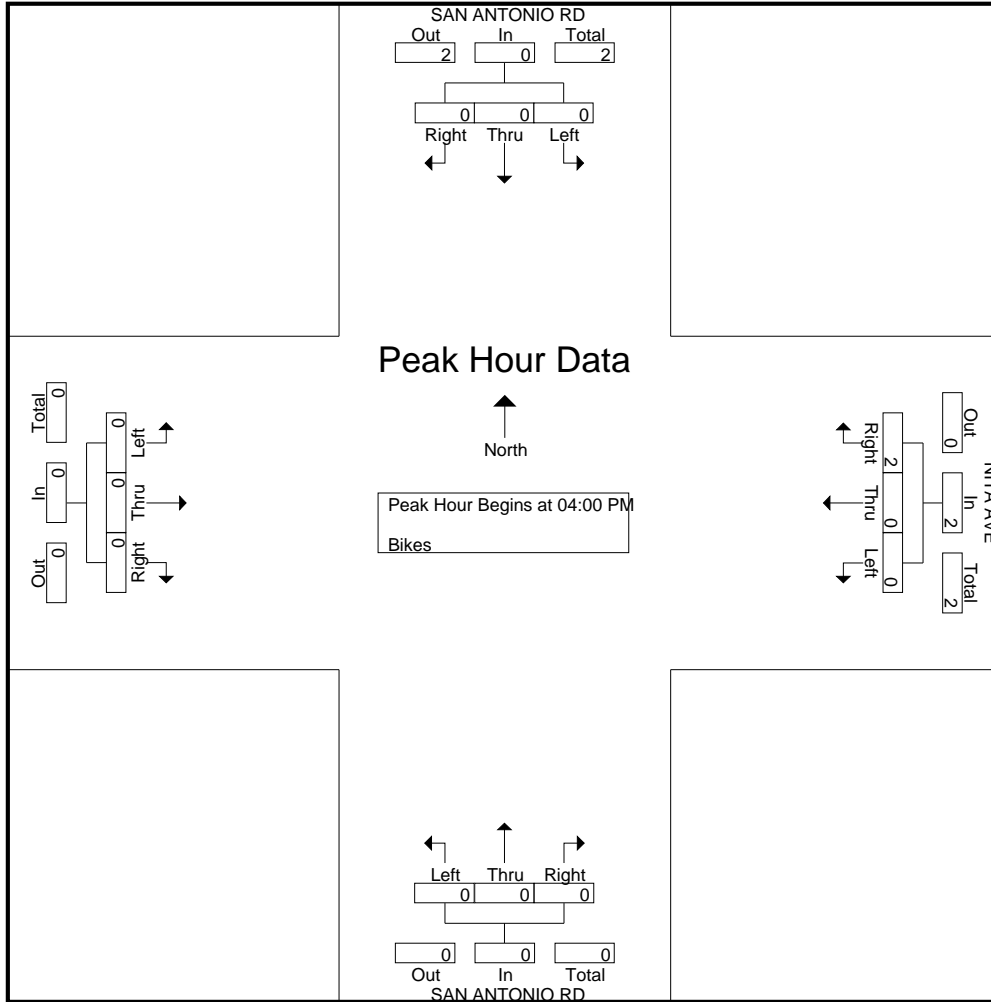 SAN ANTONIO RD
Out In Total
2 0 2
0 0 0
Right Thru Left
Peak Hour Data
North
Peak Hour Begins at 04:00 PM
Bikes
Total In Out
0 0 0
0 0 0
Left Thru Right
Right Thru Left
2 0 0
Out In Total
0 2 2
Left Thru Right
0 0 0
0 0 0
Out In Total
SAN ANTONIO RD